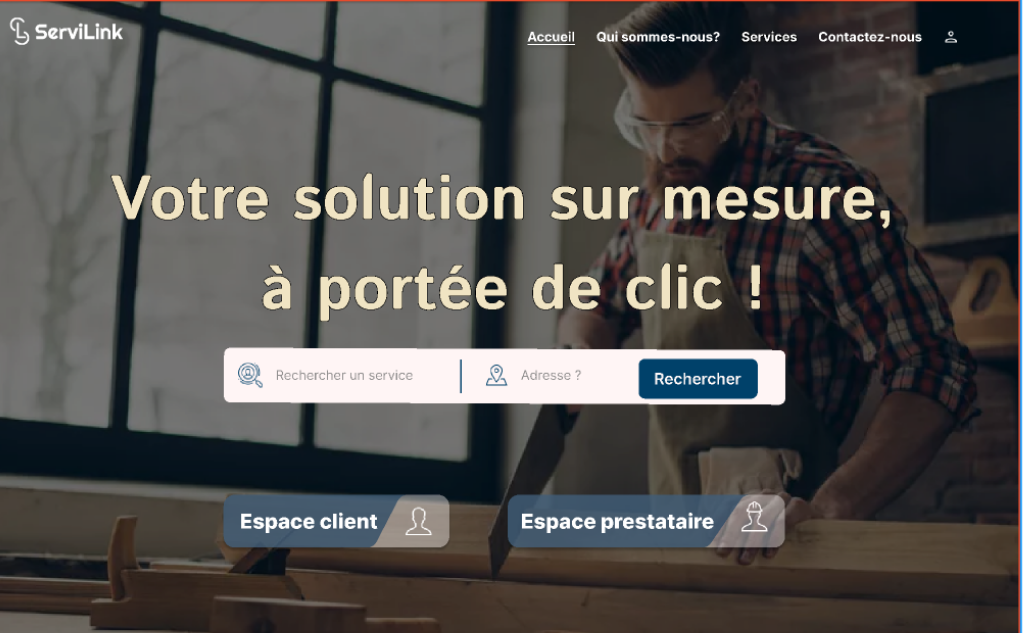 ServiLink
Accueil Qui sommes-nous? Services Contactez-nous
Votre solution sur mesure,
à portée de clic !
Rechercher un service Adresse ? Rechercher
Espace client Espace prestataire